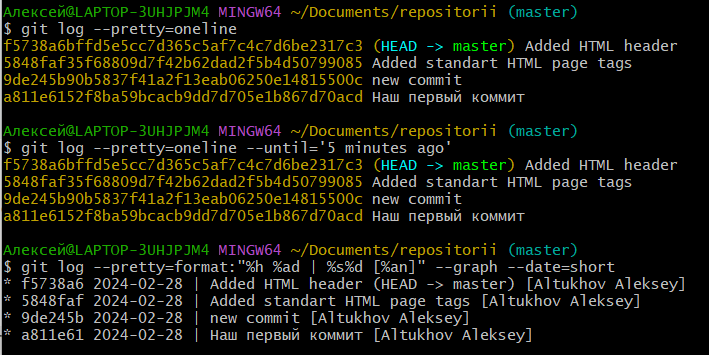 Алексей@LAPTOP-3UHJPJM4 MINGW64 ~/Documents/repositorii (master)
$ git log --pretty=oneline
f5738a6bffd5e5cc7d365c5af7c4c7d6be2317c3 (HEAD -> master) Added HTML header
5848faf35f68809d7f42b62dad2f5b4d50799085 Added standart HTML page tags
9de245b90b5837f41a2f13eab06250e14815500c new commit
a811e6152f8ba59bcacb9dd7d705e1b867d70acd Наш первый коммит
Алексей@LAPTOP-3UHJPJM4 MINGW64 ~/Documents/repositorii (master)
$ git log --pretty=oneline --until='5 minutes ago'
f5738a6bffd5e5cc7d365c5af7c4c7d6be2317c3 (HEAD -> master) Added HTML header
5848faf35f68809d7f42b62dad2f5b4d50799085 Added standart HTML page tags
9de245b90b5837f41a2f13eab06250e14815500c new commit
a811e6152f8ba59bcacb9dd7d705e1b867d70acd Наш первый коммит
Алексей@LAPTOP-3UHJPJM4 MINGW64 ~/Documents/repositorii (master)
$ git log --pretty=format:"%h %ad | %s%d [%an]" --graph --date=short
* f5738a6 2024-02-28 | Added HTML header (HEAD -> master) [Altukhov Aleksey]
* 5848faf 2024-02-28 | Added standart HTML page tags [Altukhov Aleksey]
* 9de245b 2024-02-28 | new commit [Altukhov Aleksey]
* a811e61 2024-02-28 | Наш первый коммит [Altukhov Aleksey]